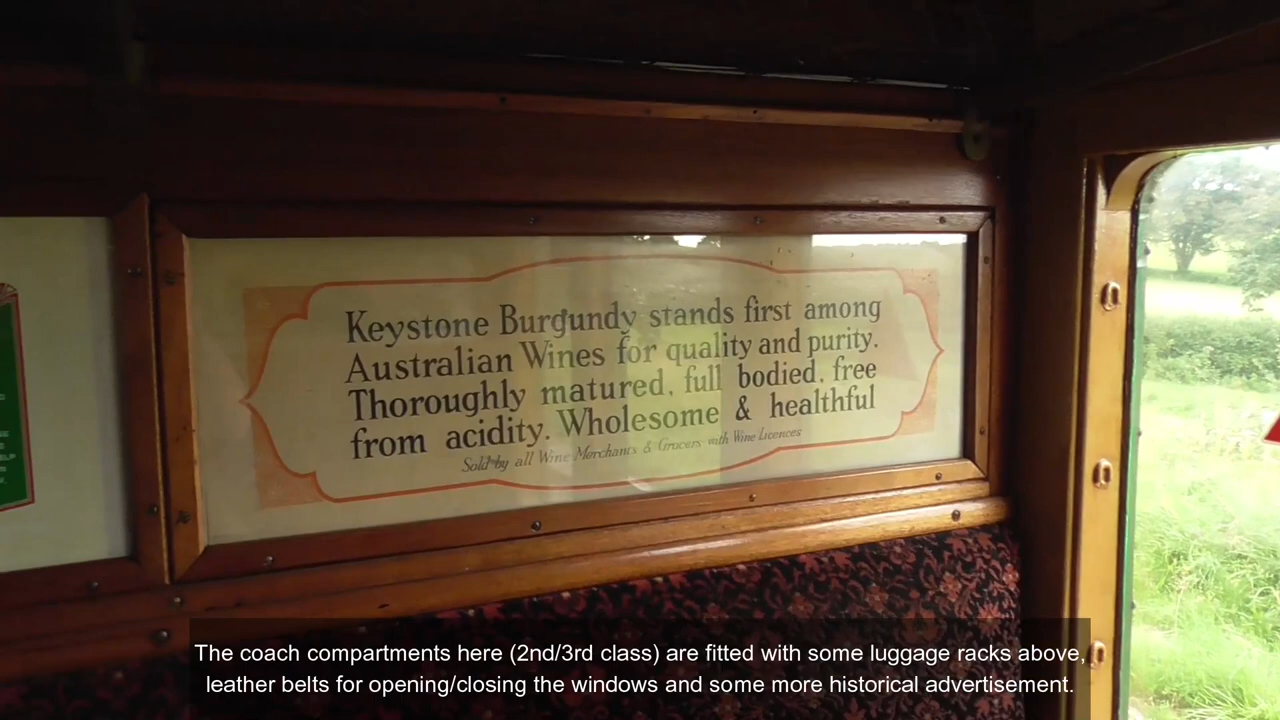 Keystone Burgundy stands first among
Australian Wines for quality and purity.
Thoroughly matured, full bodied, free
from acidity. Wholesome & healthful
Sold by all Wine Merchants & Grocers with Wine Licences
The coach compartments here (2nd/3rd class) are fitted with some luggage racks above,
leather belts for opening/closing the windows and some more historical advertisement.